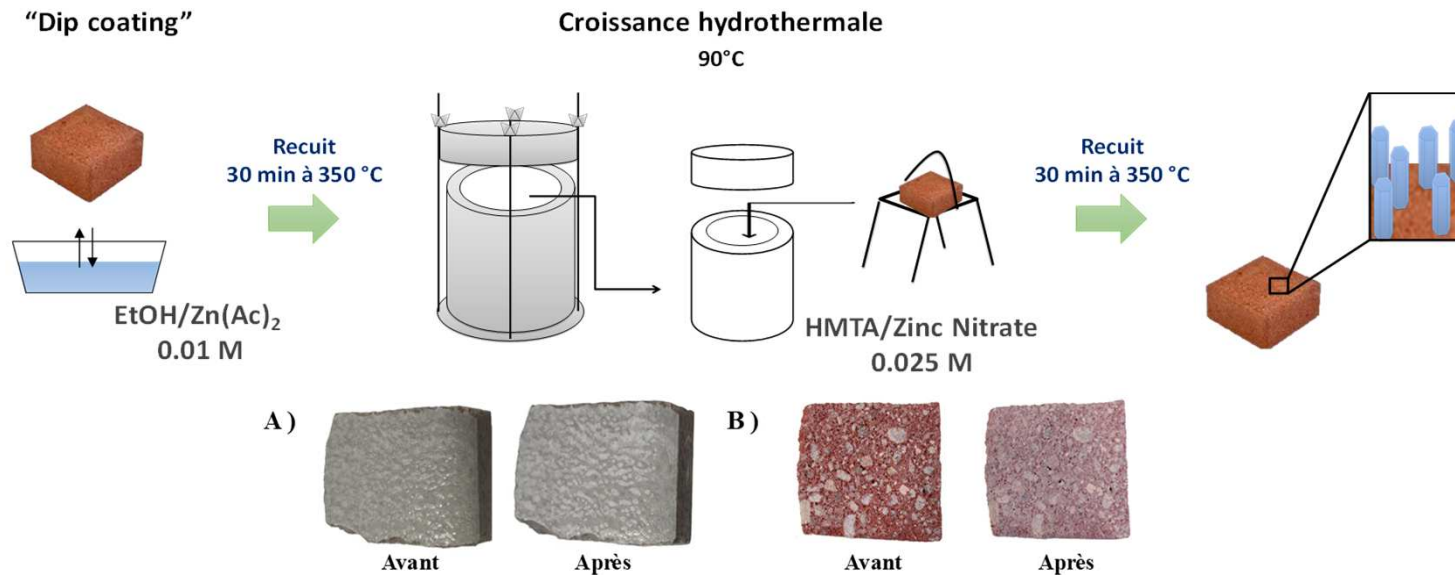 “Dip coating”
Croissance hydrothermale
90°C
Recuit
30 min à 350 °C
Recuit
30 min à 350 °C
EtOH/Zn(Ac)₂
0.01 M
HMTA/Zinc Nitrate
0.025 M
A )
B )
Avant
Après
Avant
Après